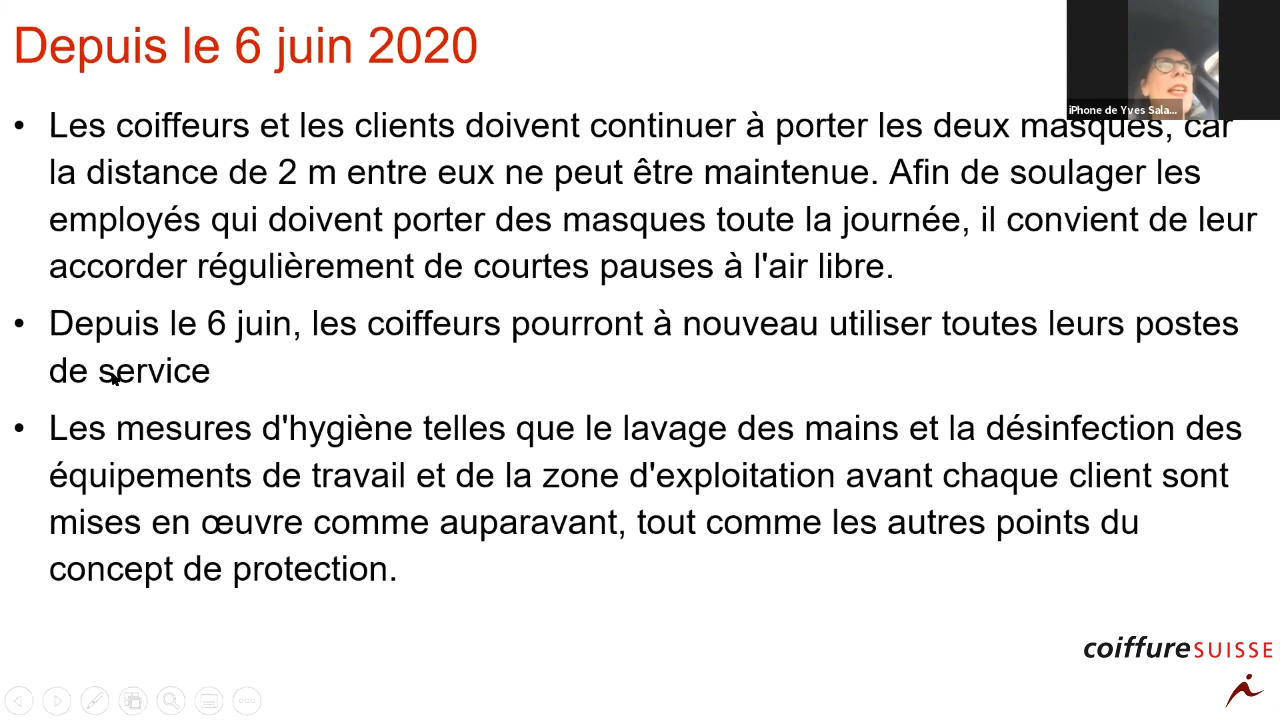 Depuis le 6 juin 2020
iPhone de Yves Sala...
• Les coiffeurs et les clients doivent continuer à porter les deux masques, car
la distance de 2 m entre eux ne peut être maintenue. Afin de soulager les
employés qui doivent porter des masques toute la journée, il convient de leur
accorder régulièrement de courtes pauses à l'air libre.
• Depuis le 6 juin, les coiffeurs pourront à nouveau utiliser toutes leurs postes
de service
• Les mesures d'hygiène telles que le lavage des mains et la désinfection des
équipements de travail et de la zone d'exploitation avant chaque client sont
mises en œuvre comme auparavant, tout comme les autres points du
concept de protection.
coiffureSUISSE